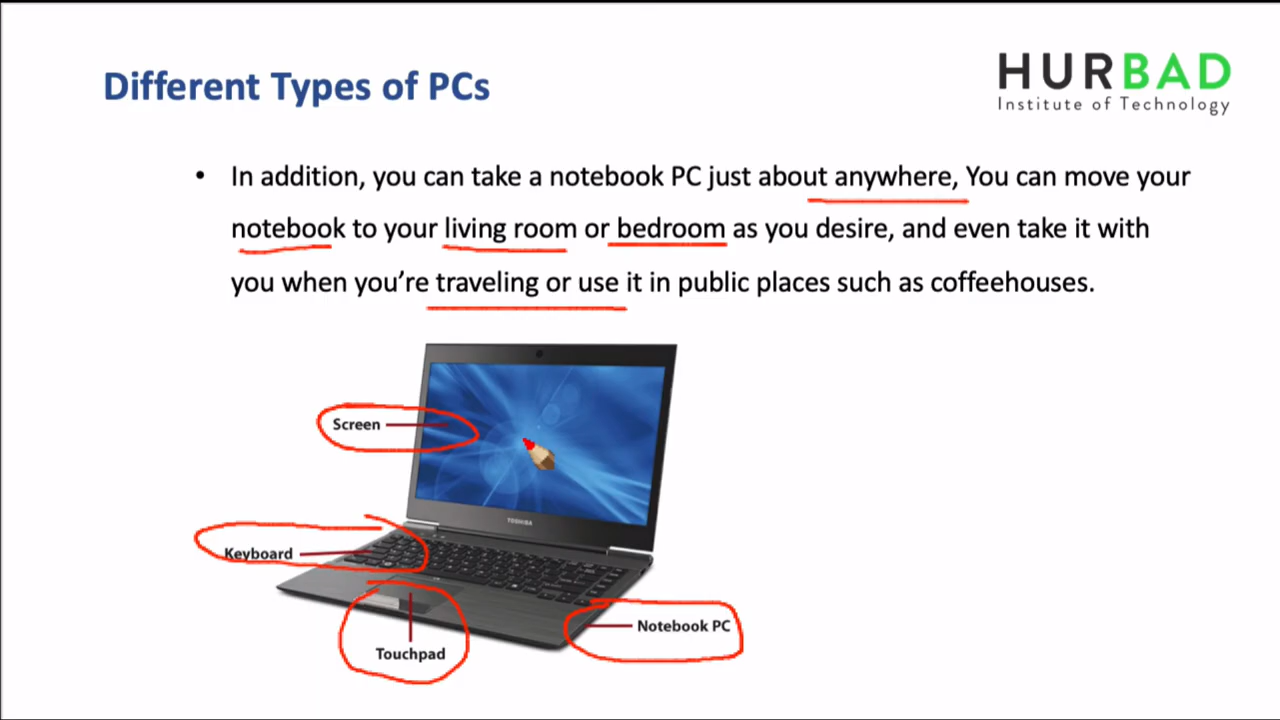 Different Types of PCs
HURBAD
Institute of Technology
• In addition, you can take a notebook PC just about anywhere, You can move your
notebook to your living room or bedroom as you desire, and even take it with
you when you’re traveling or use it in public places such as coffeehouses.
Screen
TOSHIBA
Keyboard
Notebook PC
Touchpad